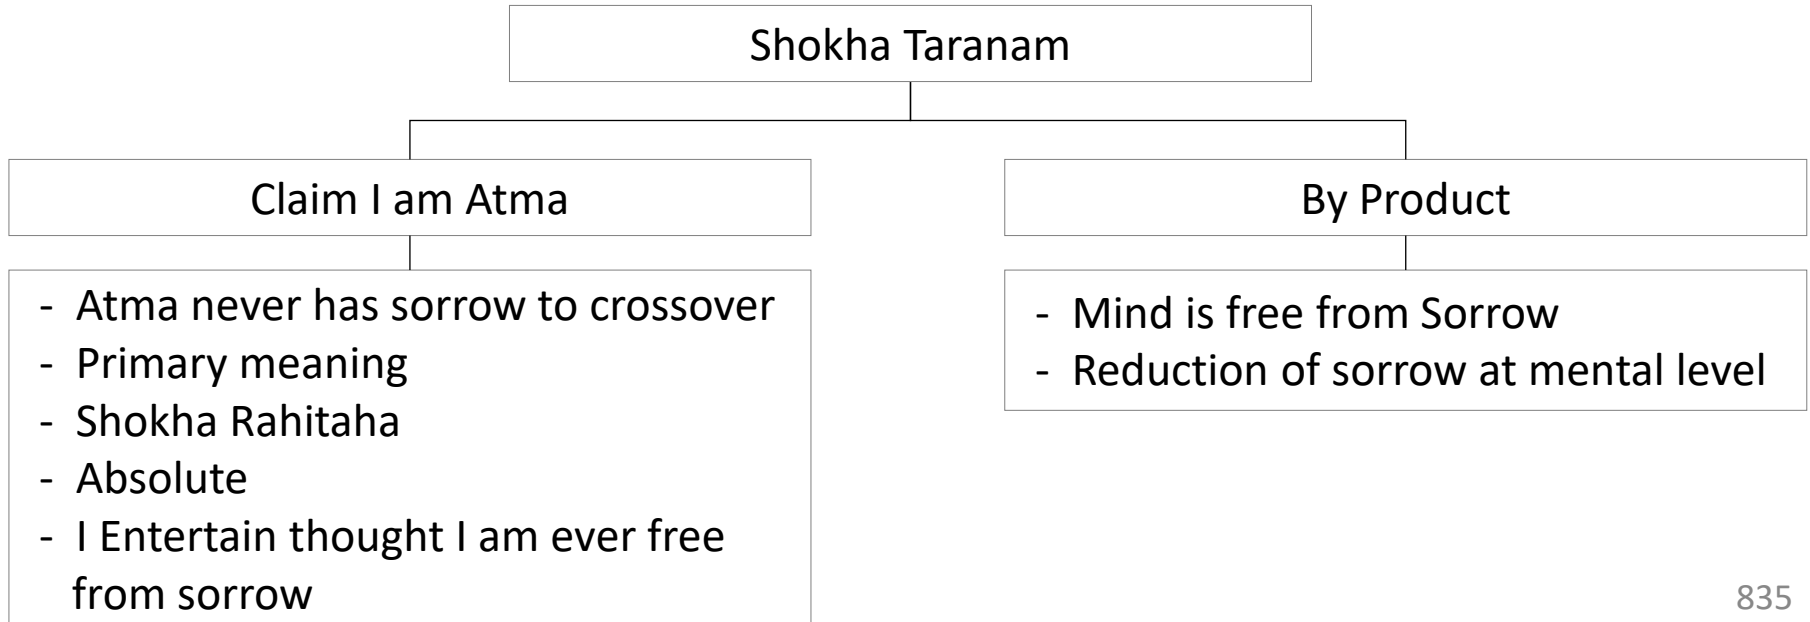 Shokha Taranam
Claim I am Atma
By Product
- Atma never has sorrow to crossover
- Primary meaning
- Shokha Rahitaha
- Absolute
- I Entertain thought I am ever free
from sorrow
- Mind is free from Sorrow
- Reduction of sorrow at mental level
835